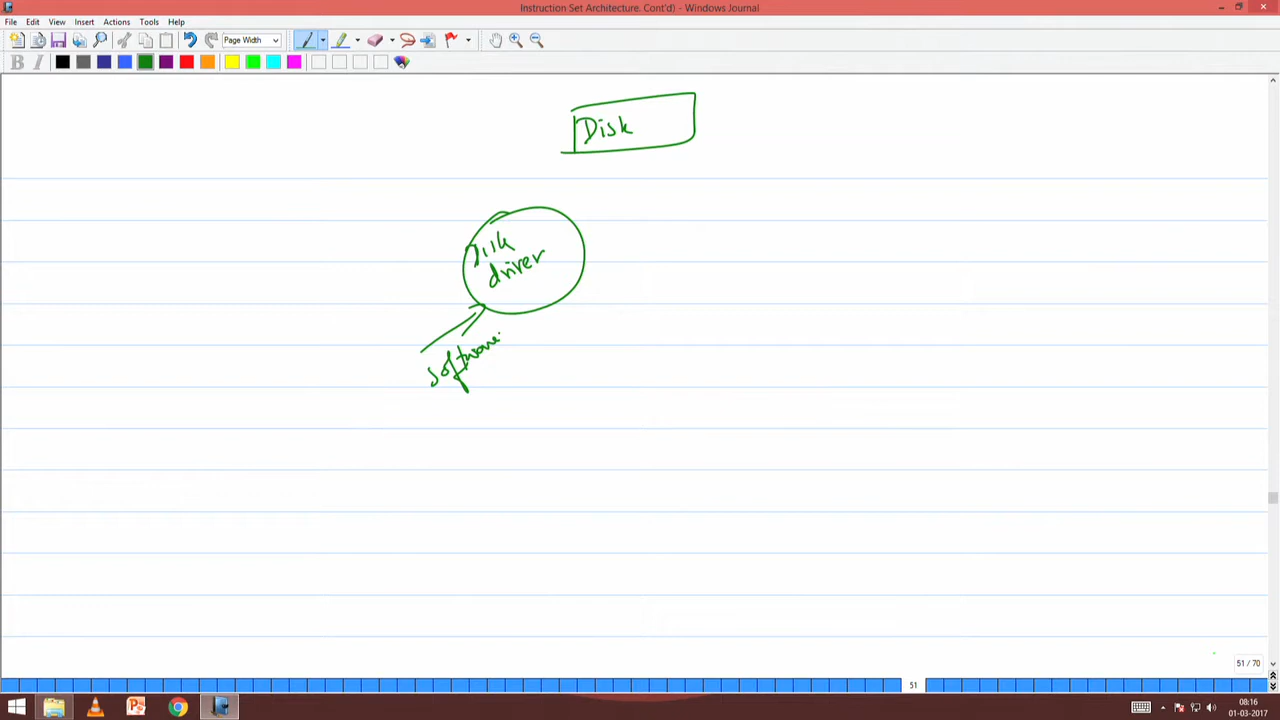 Instruction Set Architecture. Cont'd) - Windows Journal
File Edit View Insert Actions Tools Help
Page Width
B I
Disk
Disk
driver
Software
51 / 70
51
08:16
01-03-2017